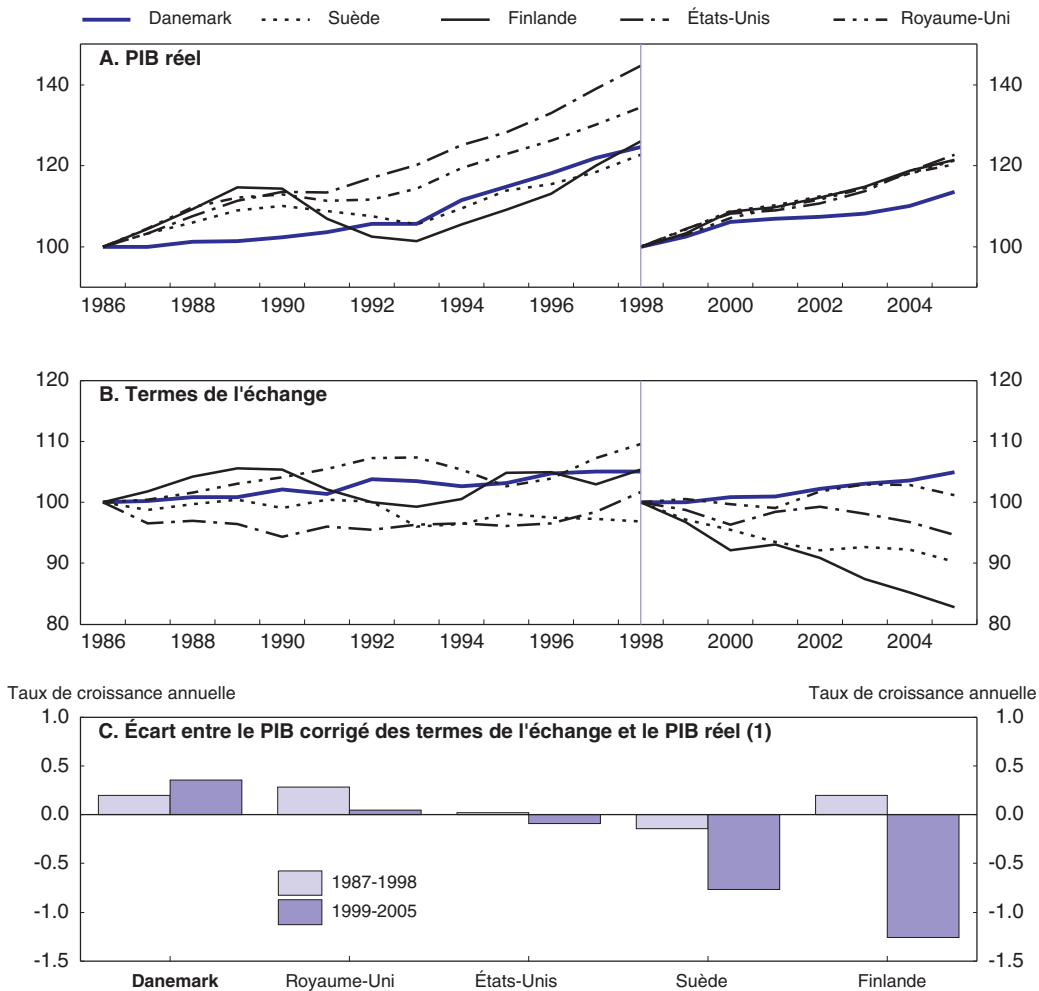 Danemark Suède Finlande États-Unis Royaume-Uni
A. PIB réel
140 140
120 120
100 100
1986 1988 1990 1992 1994 1996 1998 2000 2002 2004
120 120
B. Termes de l'échange
110 110
100 100
90 90
80 80
1986 1988 1990 1992 1994 1996 1998 2000 2002 2004
Taux de croissance annuelle Taux de croissance annuelle
1.0 1.0
C. Écart entre le PIB corrigé des termes de l'échange et le PIB réel (1)
0.5 0.5
0.0 0.0
-0.5 -0.5
1987-1998
-1.0 -1.0
1999-2005
-1.5 -1.5
Danemark Royaume-Uni États-Unis Suède Finlande